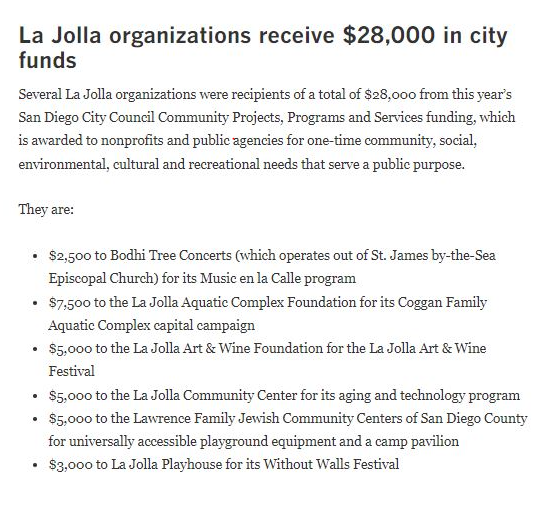 La Jolla organizations receive $28,000 in city
funds
Several La Jolla organizations were recipients of a total of $28,000 from this year’s
San Diego City Council Community Projects, Programs and Services funding, which
is awarded to nonprofits and public agencies for one-time community, social,
environmental, cultural and recreational needs that serve a public purpose.
They are:
• $2,500 to Bodhi Tree Concerts (which operates out of St. James by-the-Sea
Episcopal Church) for its Music en la Calle program
• $7,500 to the La Jolla Aquatic Complex Foundation for its Coggan Family
Aquatic Complex capital campaign
• $5,000 to the La Jolla Art & Wine Foundation for the La Jolla Art & Wine
Festival
• $5,000 to the La Jolla Community Center for its aging and technology program
• $5,000 to the Lawrence Family Jewish Community Centers of San Diego County
for universally accessible playground equipment and a camp pavilion
• $3,000 to La Jolla Playhouse for its Without Walls Festival